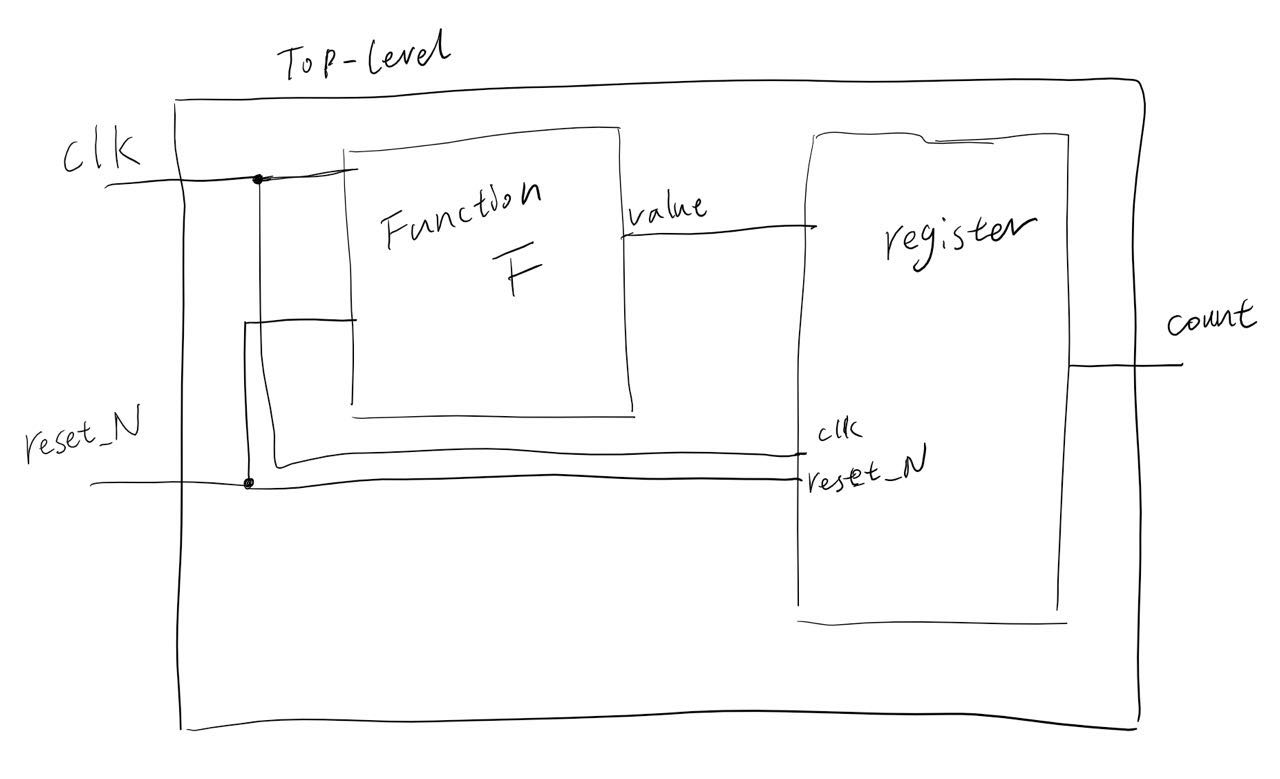 Top-Level
clk
Function
F
value
register
count
reset_N
clk
reset_N